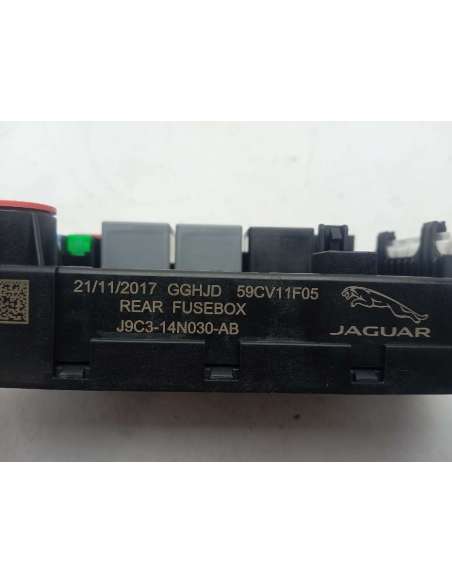 21/11/2017 GGHJD 59CV11F05
REAR FUSEBOX
J9C3-14N030-AB
JAGUAR